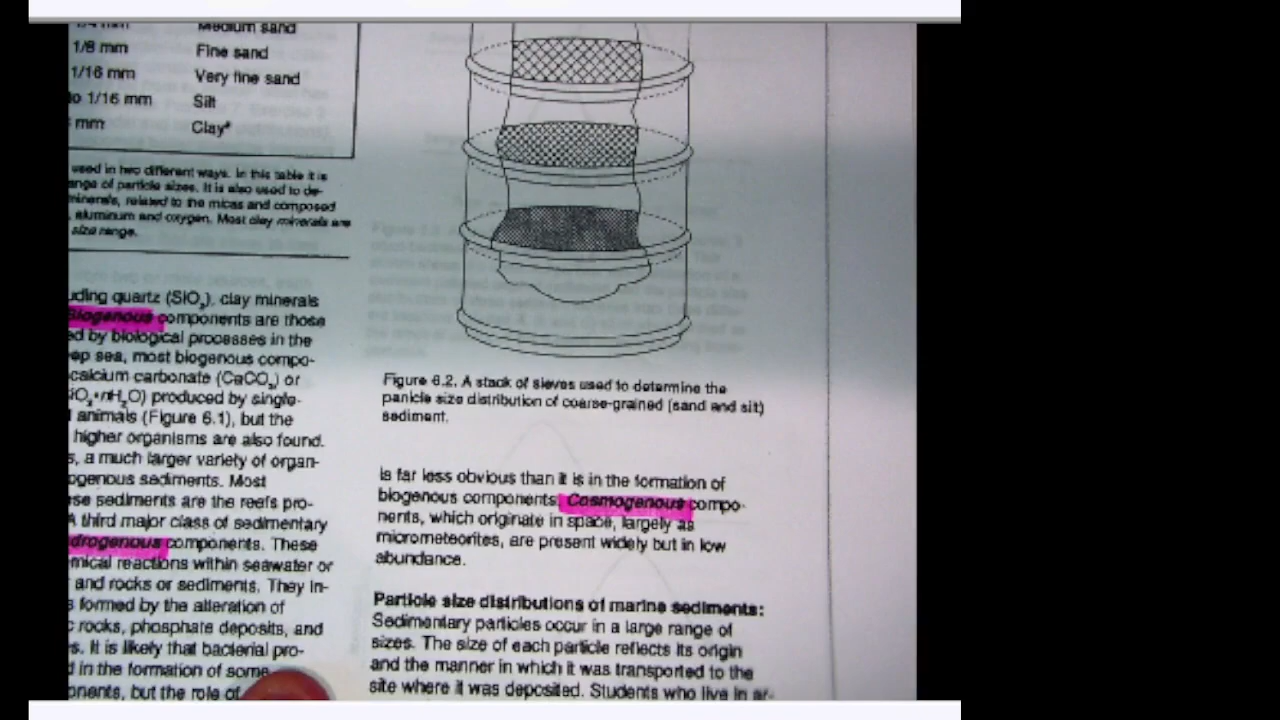 1/4 mm Medium sand
1/8 mm Fine sand
1/16 mm Very fine sand
to 1/16 mm Silt
mm Clay*
used in two different ways. In this table it is
ange of particle sizes. It is also used to de-
minerals, related to the micas and composed
, aluminum and oxygen. Most clay minerals are
size range.
uding quartz (SiO₂), clay minerals
Biogenous components are those
ed by biological processes in the
ep sea, most biogenous compo-
calcium carbonate (CaCO₃) or
SiO₂•nH₂O) produced by single-
animals (Figure 6.1), but the
higher organisms are also found.
s, a much larger variety of organ-
ogenous sediments. Most
ese sediments are the reefs pro-
A third major class of sedimentary
drogenous components. These
mical reactions within seawater or
and rocks or sediments. They in-
s formed by the alteration of
c rocks, phosphate deposits, and
s. It is likely that bacterial pro-
d in the formation of some
onents, but the role of
Figure 6.2. A stack of sieves used to determine the
particle size distribution of coarse-grained (sand and silt)
sediment.
is far less obvious than it is in the formation of
biogenous components. Cosmogenous compo-
nents, which originate in space, largely as
micrometeorites, are present widely but in low
abundance.
Particle size distributions of marine sediments:
Sedimentary particles occur in a large range of
sizes. The size of each particle reflects its origin
and the manner in which it was transported to the
site where it was deposited. Students who live in ar-